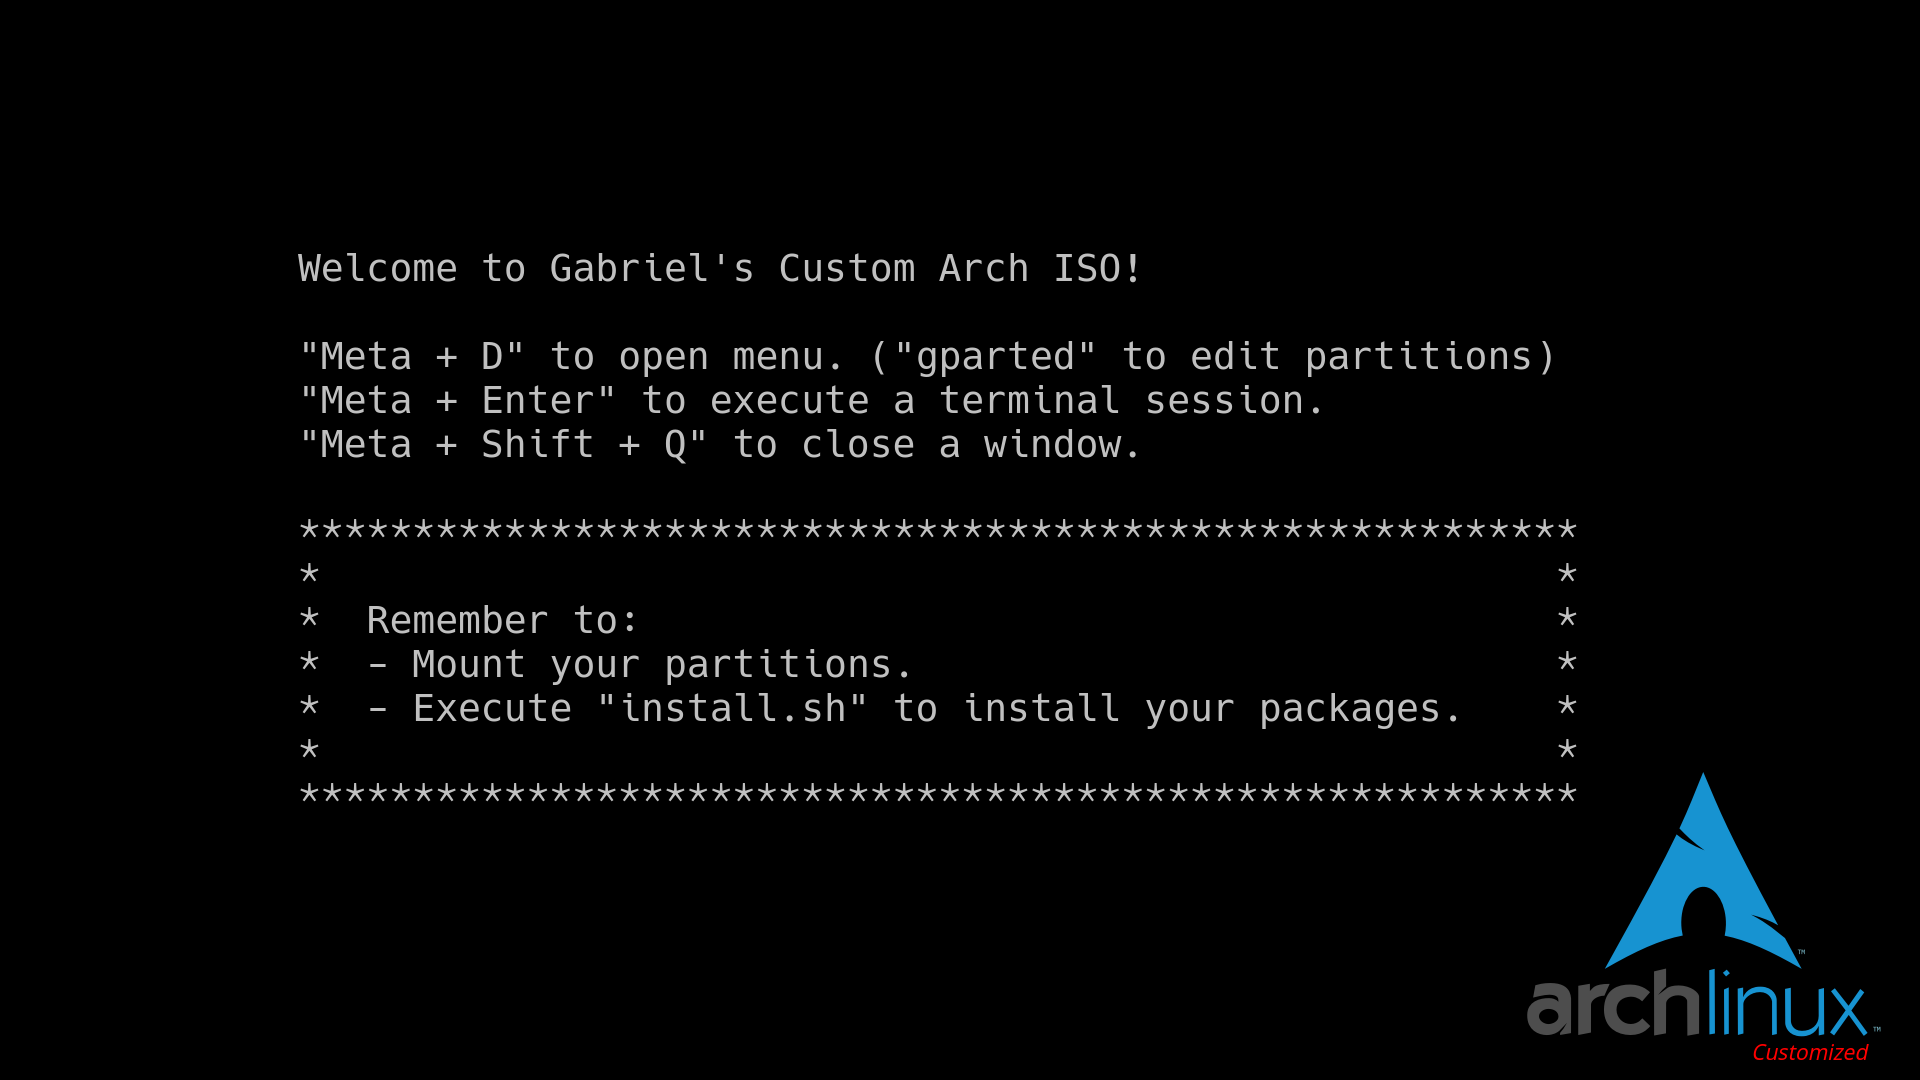 Welcome to Gabriel's Custom Arch ISO!
"Meta + D" to open menu. ("gparted" to edit partitions)
"Meta + Enter" to execute a terminal session.
"Meta + Shift + Q" to close a window.
********************************************************
*                                                      *
*  Remember to:                                        *
*  – Mount your partitions.                            *
*  – Execute "install.sh" to install your packages.    *
*                                                      *
********************************************************
™
archlinux™
Customized